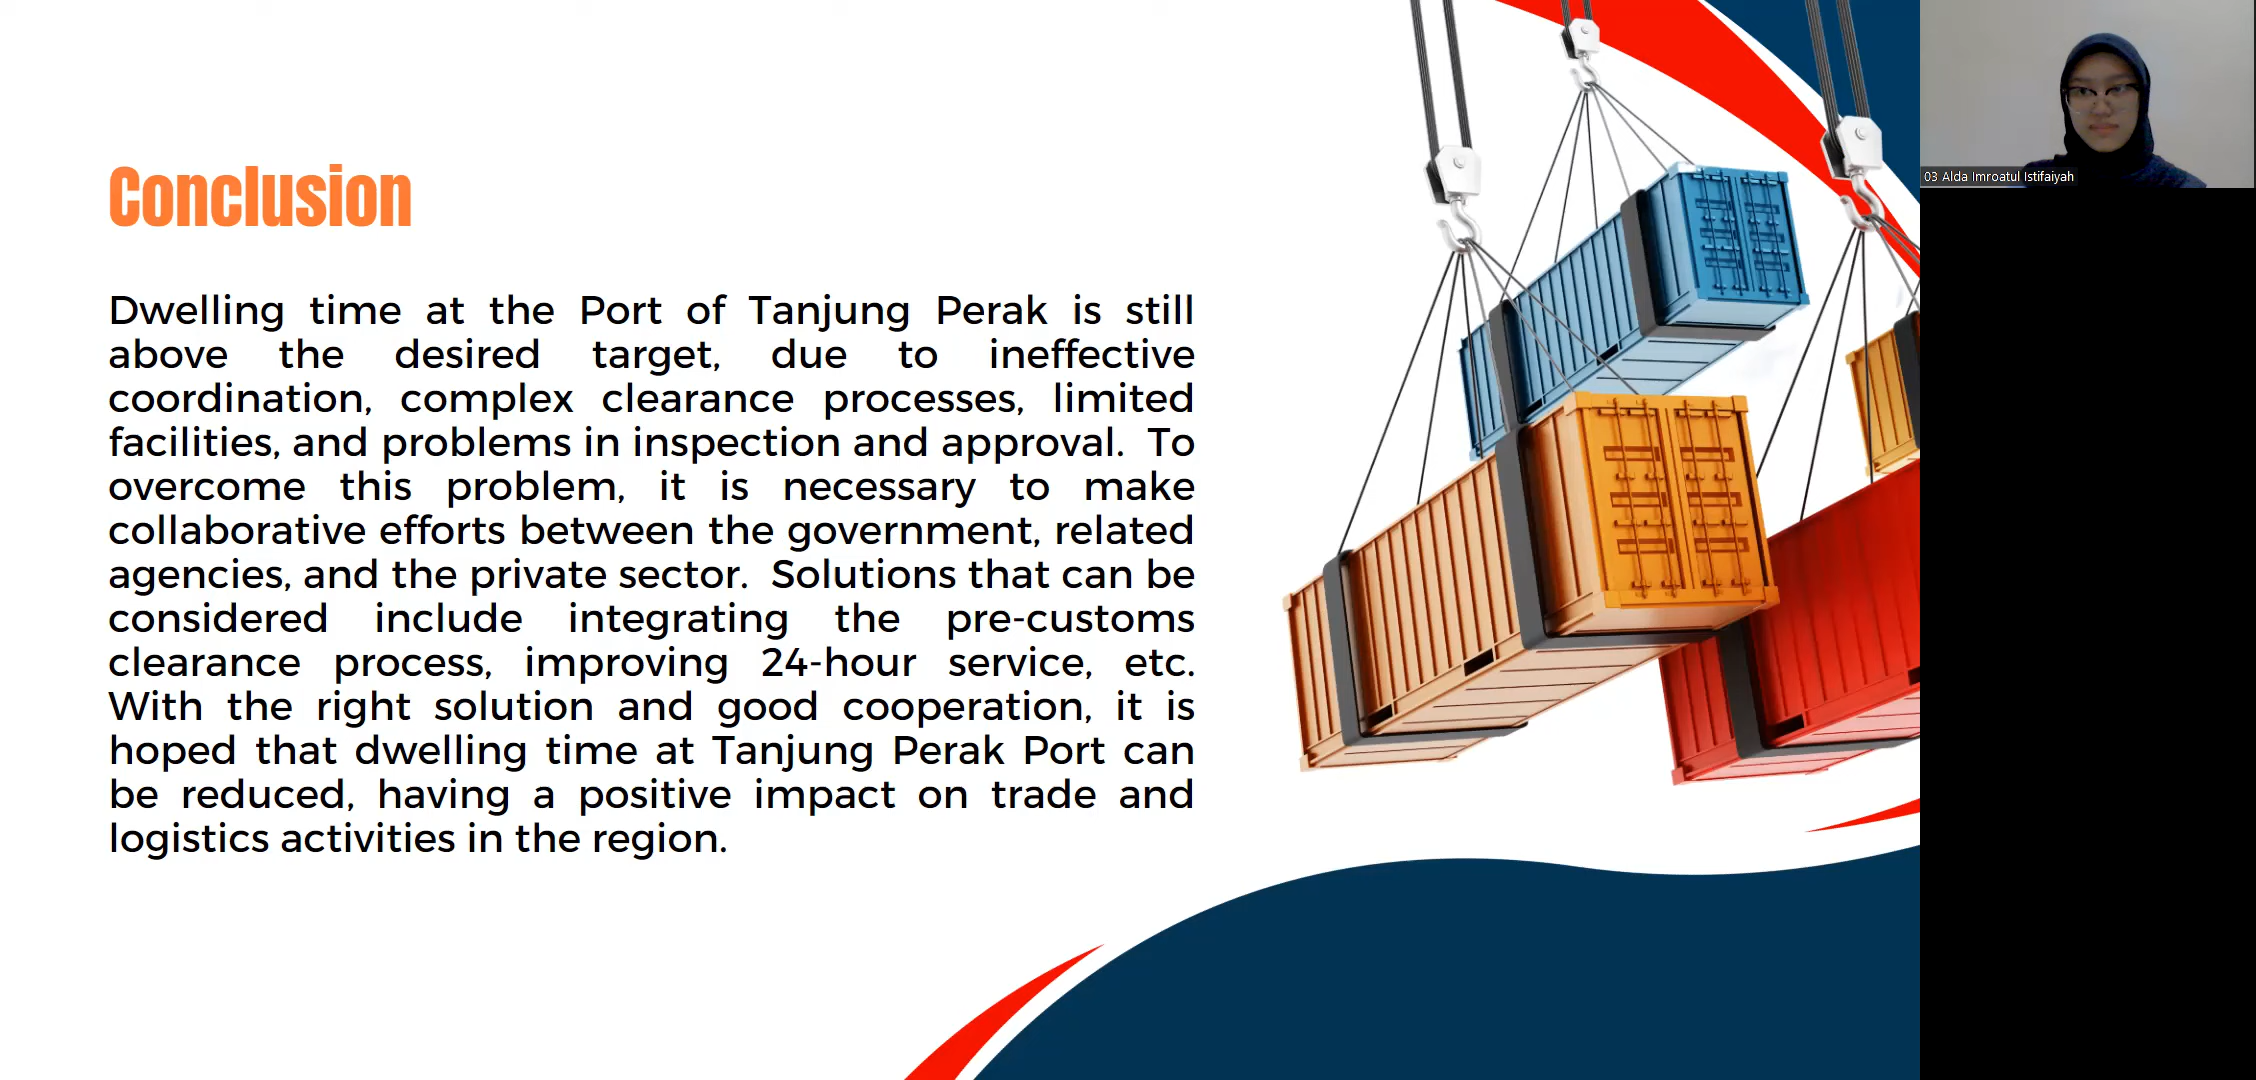 Conclusion
Dwelling time at the Port of Tanjung Perak is still
above the desired target, due to ineffective
coordination, complex clearance processes, limited
facilities, and problems in inspection and approval.  To
overcome this problem, it is necessary to make
collaborative efforts between the government, related
agencies, and the private sector.  Solutions that can be
considered include integrating the pre-customs
clearance process, improving 24-hour service, etc.
With the right solution and good cooperation, it is
hoped that dwelling time at Tanjung Perak Port can
be reduced, having a positive impact on trade and
logistics activities in the region.
03 Alda Imroatul Istifaiyah